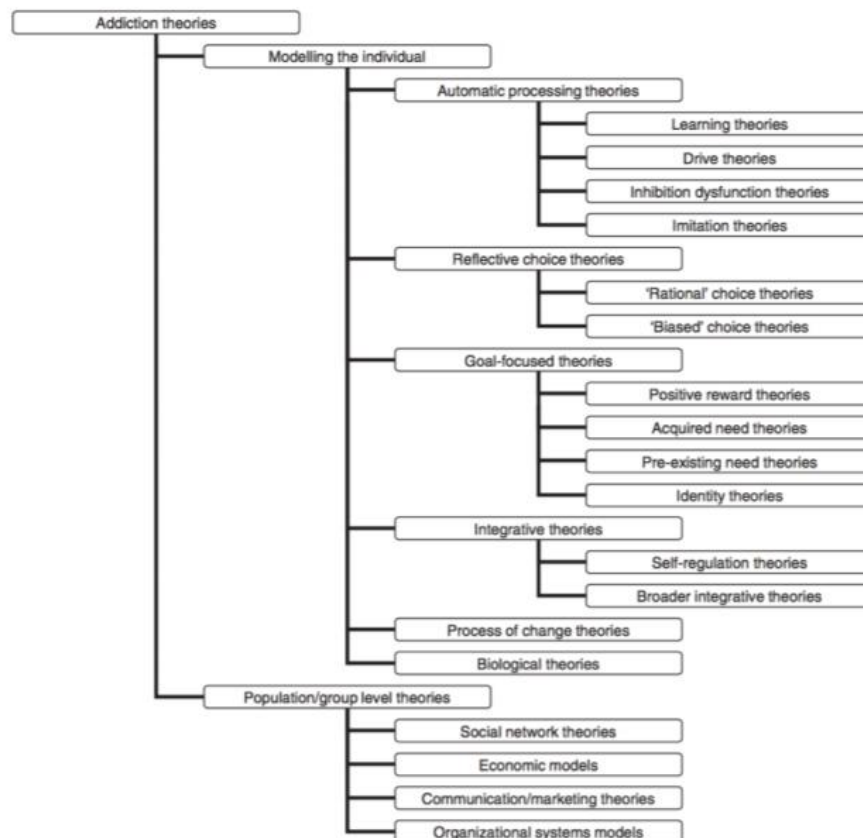 Addiction theories
Modelling the individual
Automatic processing theories
Learning theories
Drive theories
Inhibition dysfunction theories
Imitation theories
Reflective choice theories
'Rational' choice theories
'Biased' choice theories
Goal-focused theories
Positive reward theories
Acquired need theories
Pre-existing need theories
Identity theories
Integrative theories
Self-regulation theories
Broader integrative theories
Process of change theories
Biological theories
Population/group level theories
Social network theories
Economic models
Communication/marketing theories
Organizational systems models